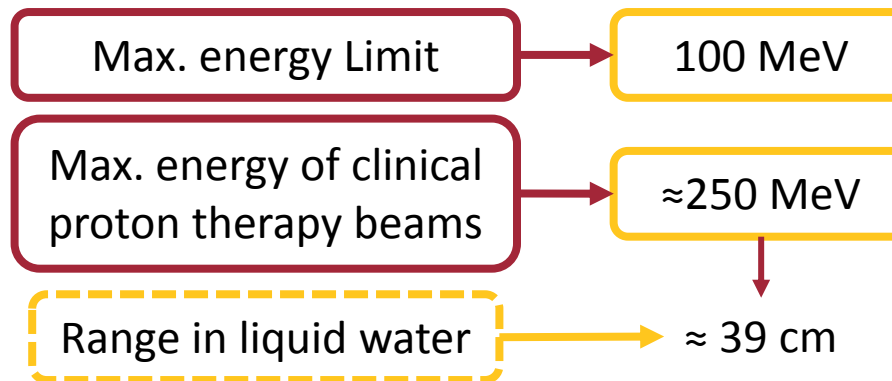 Max. energy Limit
100 MeV
Max. energy of clinical
proton therapy beams
≈250 MeV
Range in liquid water
≈ 39 cm